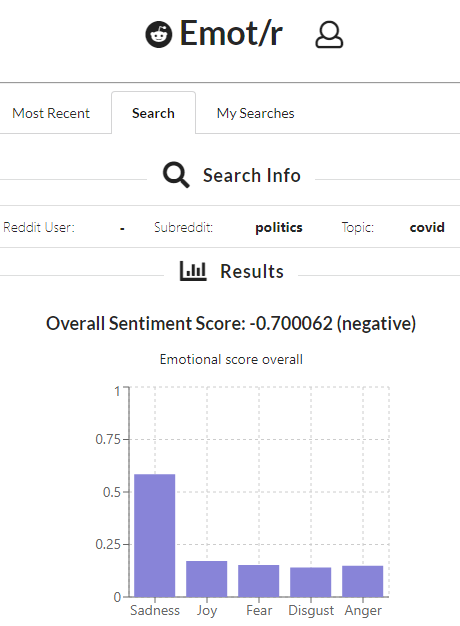 Emot/r
Most Recent Search My Searches
Search Info
Reddit User: - Subreddit: politics Topic: covid
Results
Overall Sentiment Score: -0.700062 (negative)
Emotional score overall
1
0.75
0.5
0.25
0
Sadness Joy Fear Disgust Anger